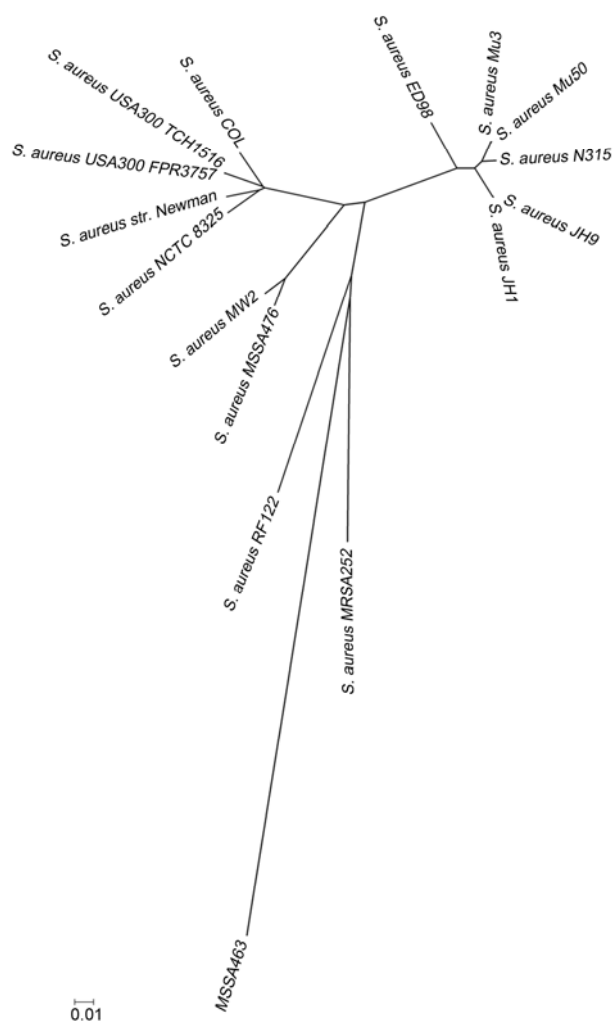 S. aureus ED98
S. aureus Mu3
S. aureus Mu50
S. aureus N315
S. aureus JH9
S. aureus JH1
S. aureus COL
S. aureus USA300 TCH1516
S. aureus USA300 FPR3757
S. aureus str. Newman
S. aureus NCTC 8325
S. aureus MW2
S. aureus MSSA476
S. aureus RF122
S. aureus MRSA252
MSSA463
0.01